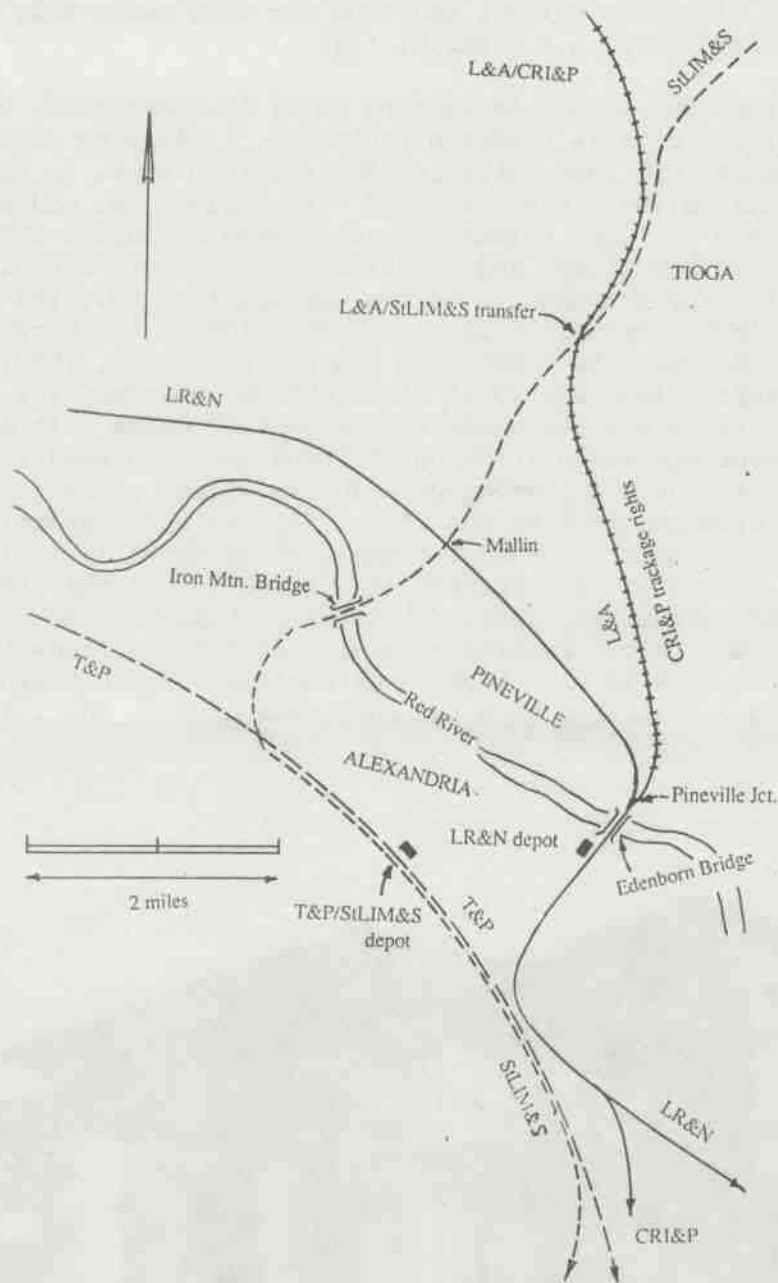 L&A/CRI&P
StLIM&S
TIOGA
L&A/StLIM&S transfer
LR&N
Mallin
Iron Mtn. Bridge
L&A
CRI&P trackage rights
T&P
PINEVILLE
Red River
ALEXANDRIA
Pineville Jct.
LR&N depot
Edenborn Bridge
2 miles
T&P/StLIM&S
depot
T&P
StLIMDS
LR&N
CRI&P